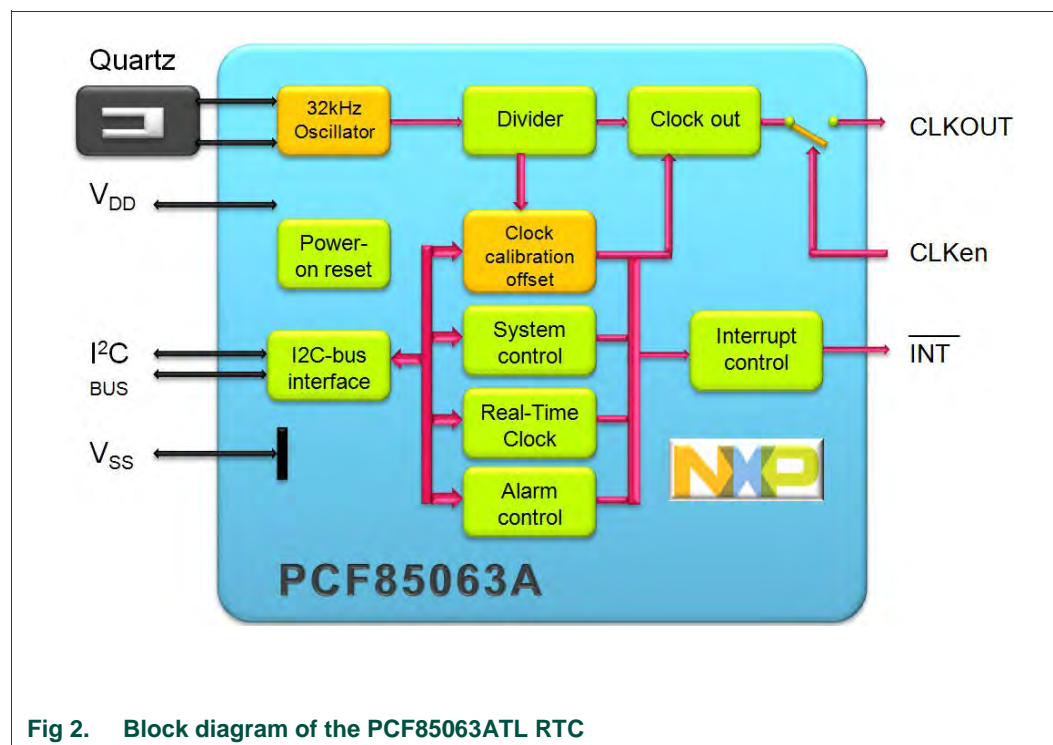 Quartz
32kHz
Oscillator
Divider
Clock out
CLKOUT
V_DD
Power-
on reset
Clock
calibration
offset
CLKen
I²C
BUS
I2C-bus
interface
System
control
Interrupt
control
INT
Real-Time
Clock
V_SS
NXP
Alarm
control
PCF85063A
Fig 2. Block diagram of the PCF85063ATL RTC